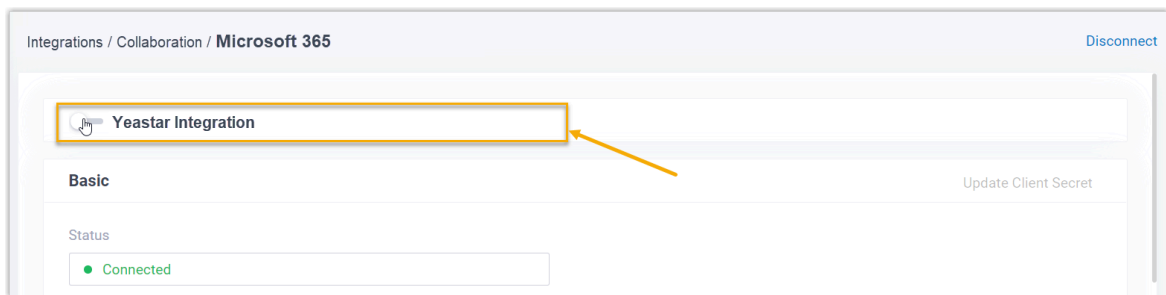 Integrations / Collaboration / Microsoft 365
Disconnect
Yeastar Integration
Basic
Update Client Secret
Status
Connected